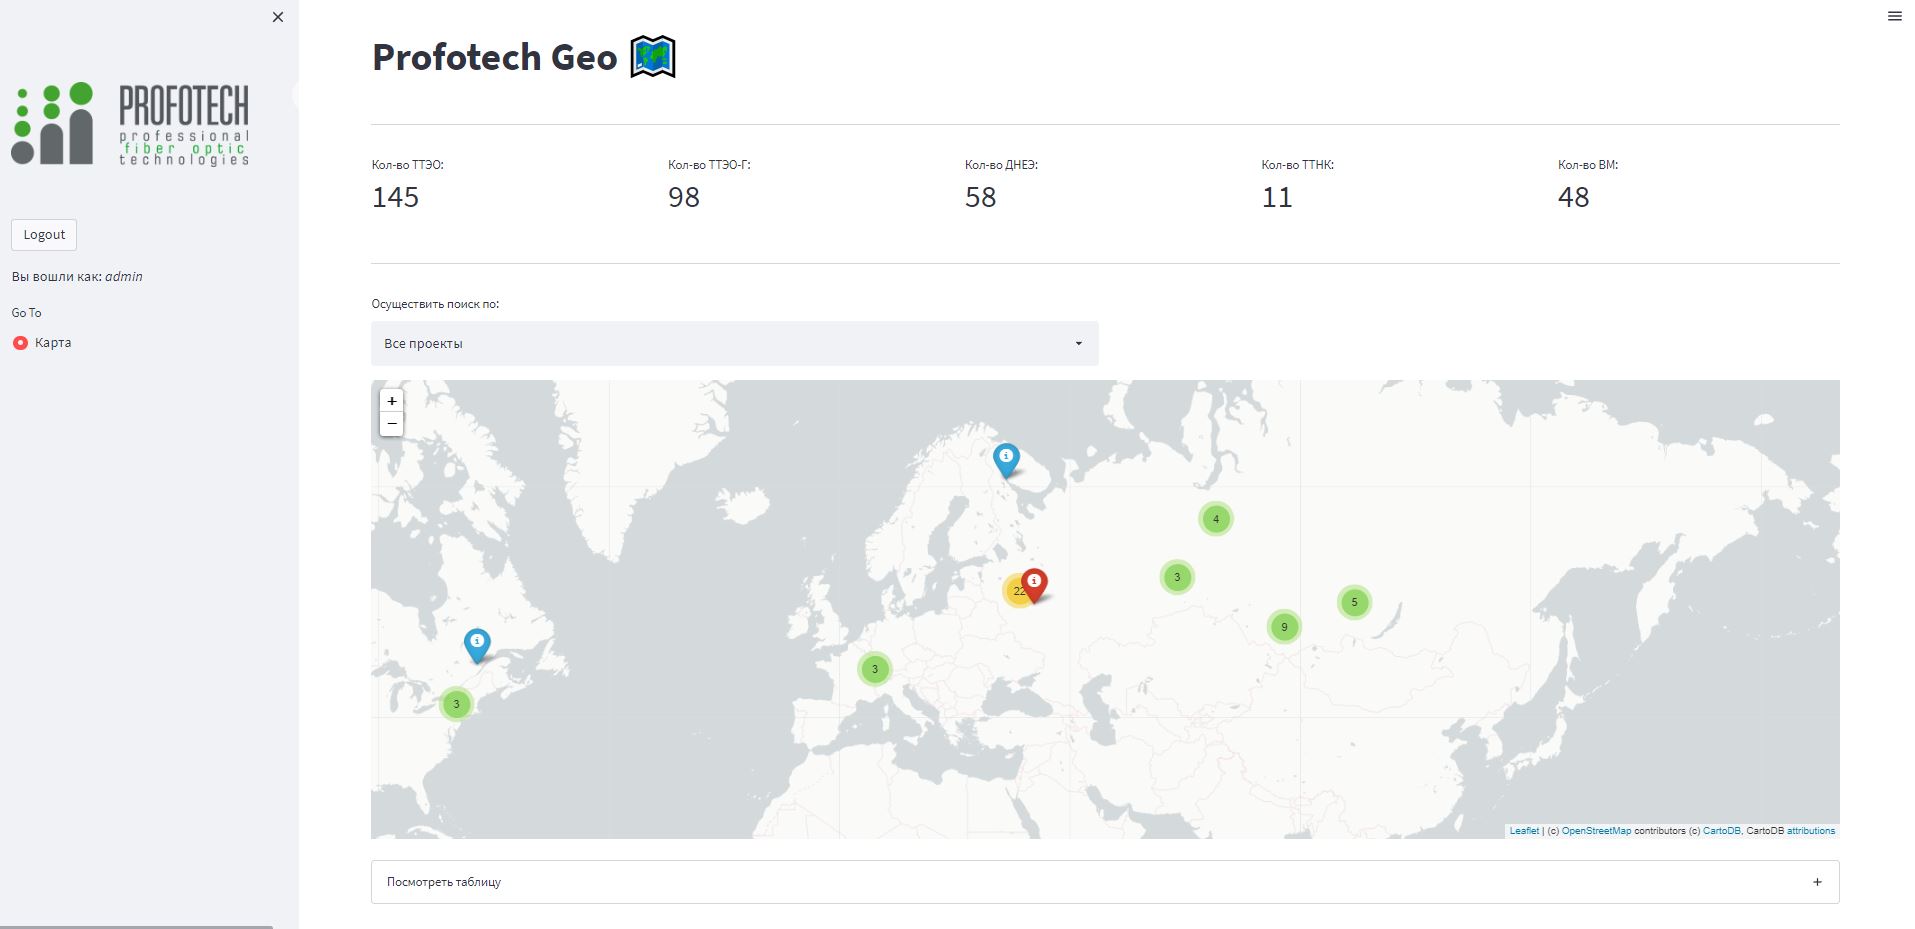 PROFOTECH
professional
fiber optic
technologies
Logout
Вы вошли как: admin
Go To
Карта
Profotech Geo
Кол-во ТТЭО:
145
Кол-во ТТЭО-Г:
98
Кол-во ДНЕЭ:
58
Кол-во ТТНК:
11
Кол-во ВМ:
48
Осуществить поиск по:
Все проекты
+
−
i
4
3
22
i
5
9
i
3
3
Leaflet | (c) OpenStreetMap contributors (c) CartoDB, CartoDB attributions
Посмотреть таблицу
+